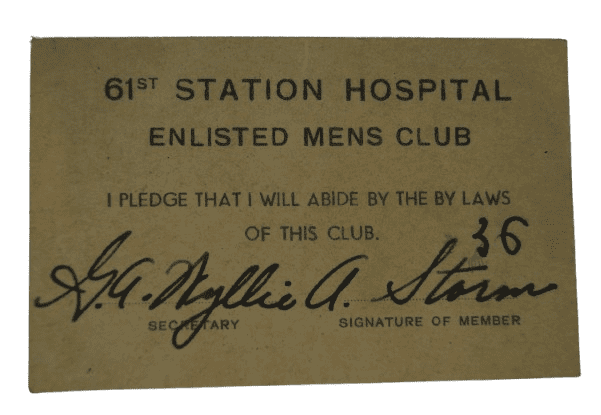 61ST STATION HOSPITAL
ENLISTED MENS CLUB
I PLEDGE THAT I WILL ABIDE BY THE BY LAWS
OF THIS CLUB.
36
G.A. Wyllie A. Storm
SECRETARY SIGNATURE OF MEMBER